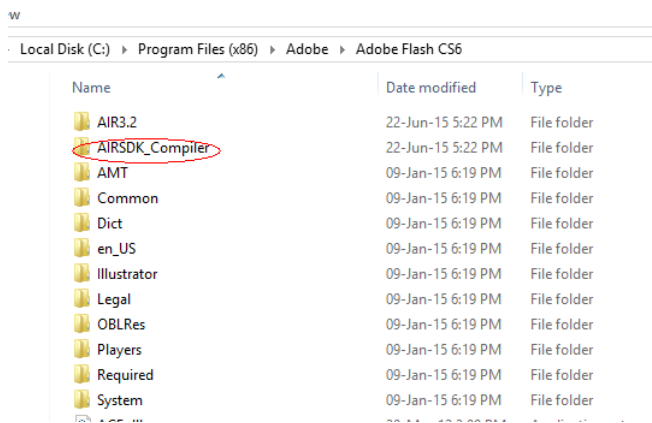 Local Disk (C:) Program Files (x86) Adobe Adobe Flash CS6
Name Date modified Type
AIR3.2 22-Jun-15 5:22 PM File folder
AIRSDK_Compiler 22-Jun-15 5:22 PM File folder
AMT 09-Jan-15 6:19 PM File folder
Common 09-Jan-15 6:19 PM File folder
Dict 09-Jan-15 6:19 PM File folder
en_US 09-Jan-15 6:19 PM File folder
Illustrator 09-Jan-15 6:19 PM File folder
Legal 09-Jan-15 6:19 PM File folder
OBLRes 09-Jan-15 6:19 PM File folder
Players 09-Jan-15 6:19 PM File folder
Required 09-Jan-15 6:19 PM File folder
System 09-Jan-15 6:19 PM File folder